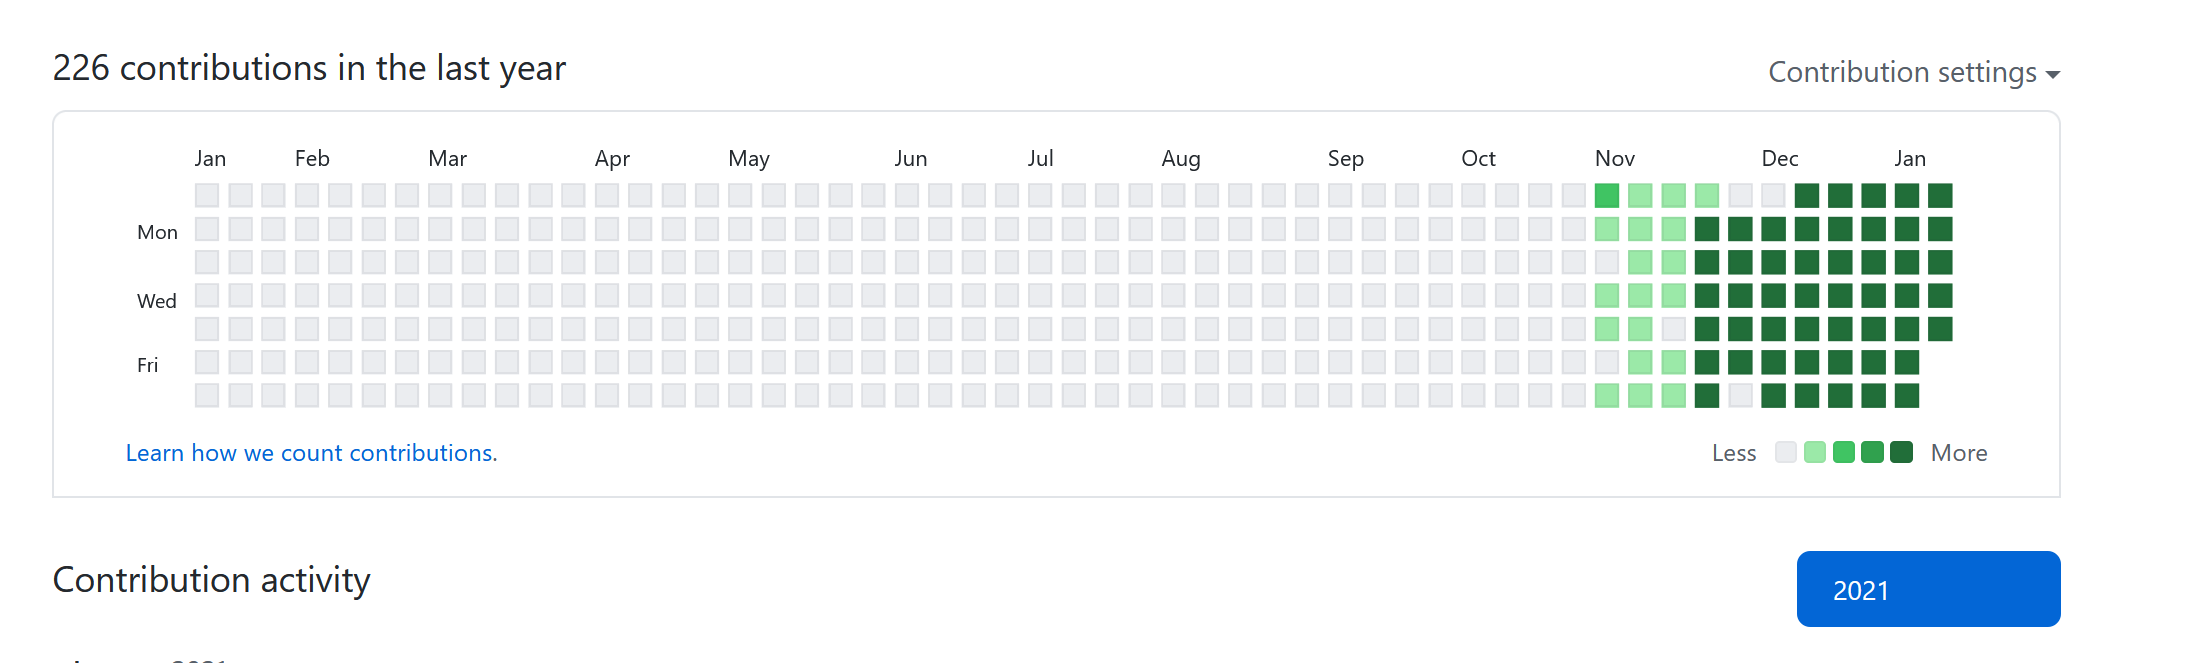 226 contributions in the last year
Contribution settings
Jan Feb Mar Apr May Jun Jul Aug Sep Oct Nov Dec Jan
Mon
Wed
Fri
Learn how we count contributions.
Less More
Contribution activity
2021
2021